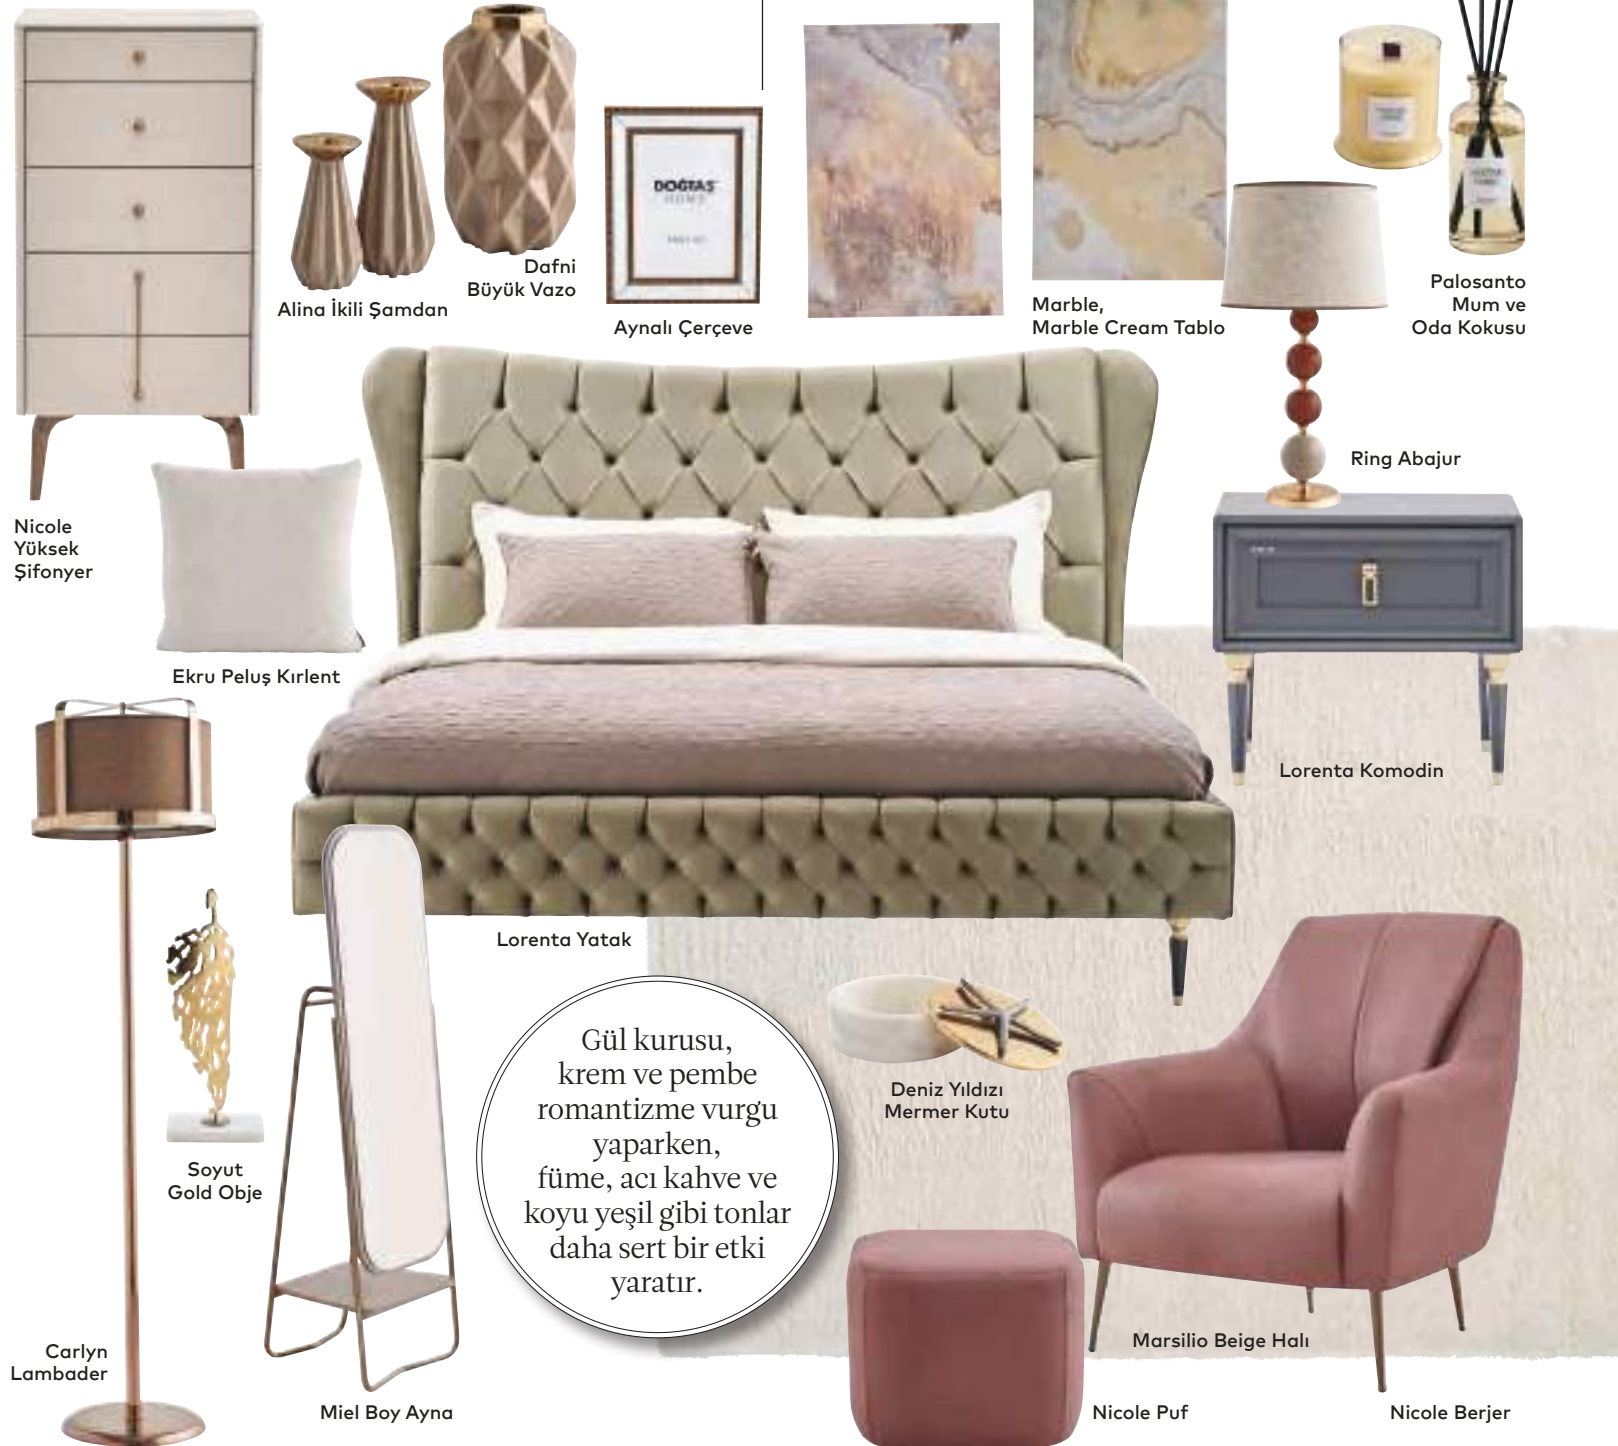 DOĞTAŞ
HOME
Dafni
Büyük Vazo
Alina İkili Şamdan
Aynalı Çerçeve
Marble,
Marble Cream Tablo
Palosanto
Mum ve
Oda Kokusu
Ring Abajur
Nicole
Yüksek
Şifonyer
Ekru Peluş Kırlent
Lorenta Komodin
Lorenta Yatak
Gül kurusu,
krem ve pembe
romantizme vurgu
yaparken,
füme, acı kahve ve
koyu yeşil gibi tonlar
daha sert bir etki
yaratır.
Deniz Yıldızı
Mermer Kutu
Soyut
Gold Obje
Carlyn
Lambader
Miel Boy Ayna
Marsilio Beige Halı
Nicole Puf
Nicole Berjer